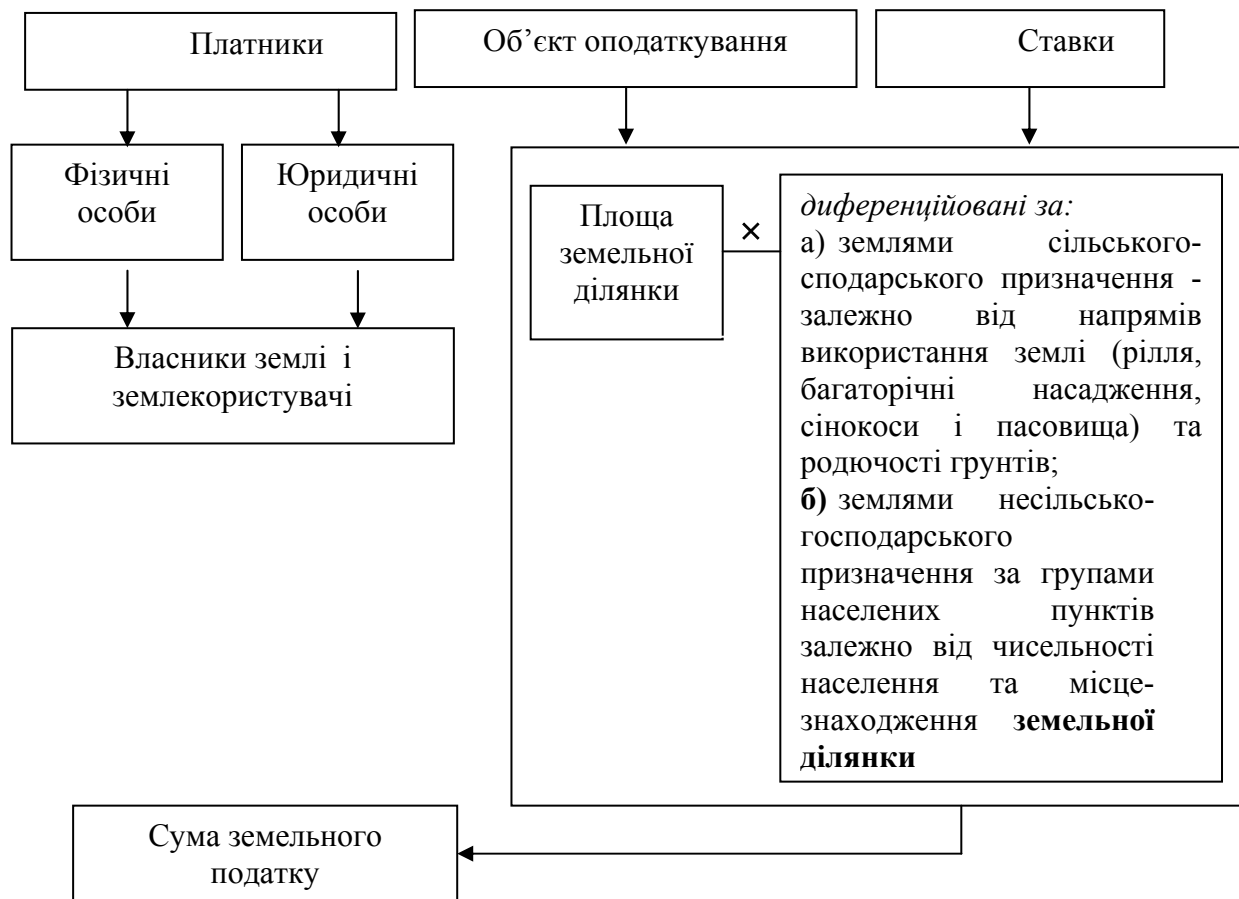 Платники
Об’єкт оподаткування
Ставки
Фізичні
особи
Юридичні
особи
Власники землі і
землекористувачі
Площа
земельної
ділянки
×
диференційовані за:
а) землями сільського-
сподарського призначення -
залежно від напрямів
використання землі (рілля,
багаторічні насадження,
сінокоси і пасовища) та
родючості грунтів;
б) землями несільсько-
господарського
призначення за групами
населених пунктів
залежно від чисельності
населення та місце-
знаходження земельної
ділянки
Сума земельного
податку